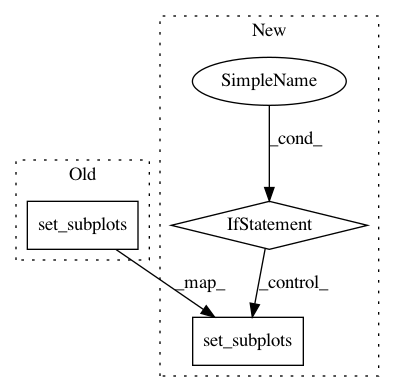 New
SimpleName
_cond_
Old
set_subplots
IfStatement
_map_
_control_
set_subplots